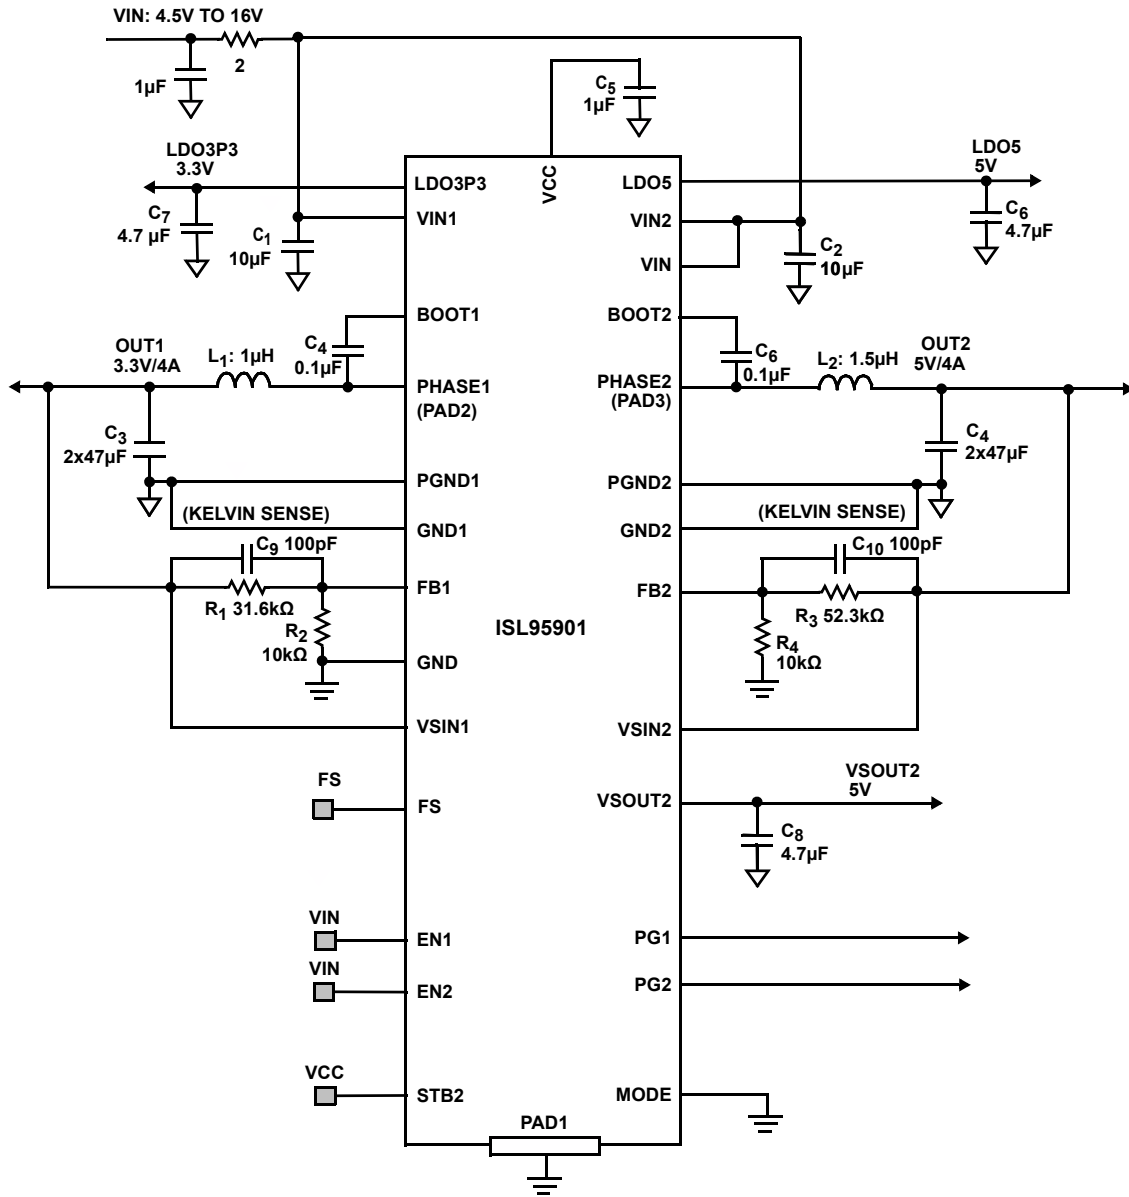 VIN: 4.5V TO 16V
2
1µF
C5
1µF
LDO3P3
3.3V
LDO5
5V
VCC
LDO3P3
LDO5
C7
4.7 µF
VIN1
VIN2
C6
4.7µF
C1
10µF
C2
10µF
VIN
BOOT1
BOOT2
OUT1
3.3V/4A
L1: 1µH
C4
0.1µF
C6
0.1µF
L2: 1.5µH
OUT2
5V/4A
PHASE1
(PAD2)
PHASE2
(PAD3)
C3
2x47µF
C4
2x47µF
PGND1
PGND2
(KELVIN SENSE)
(KELVIN SENSE)
GND1
GND2
C9 100pF
C10 100pF
FB1
FB2
R1 31.6kΩ
R3 52.3kΩ
R2
10kΩ
ISL95901
R4
10kΩ
GND
VSIN1
VSIN2
FS
FS
VSOUT2
5V
VSOUT2
C8
4.7µF
VIN
EN1
PG1
VIN
EN2
PG2
VCC
STB2
MODE
PAD1